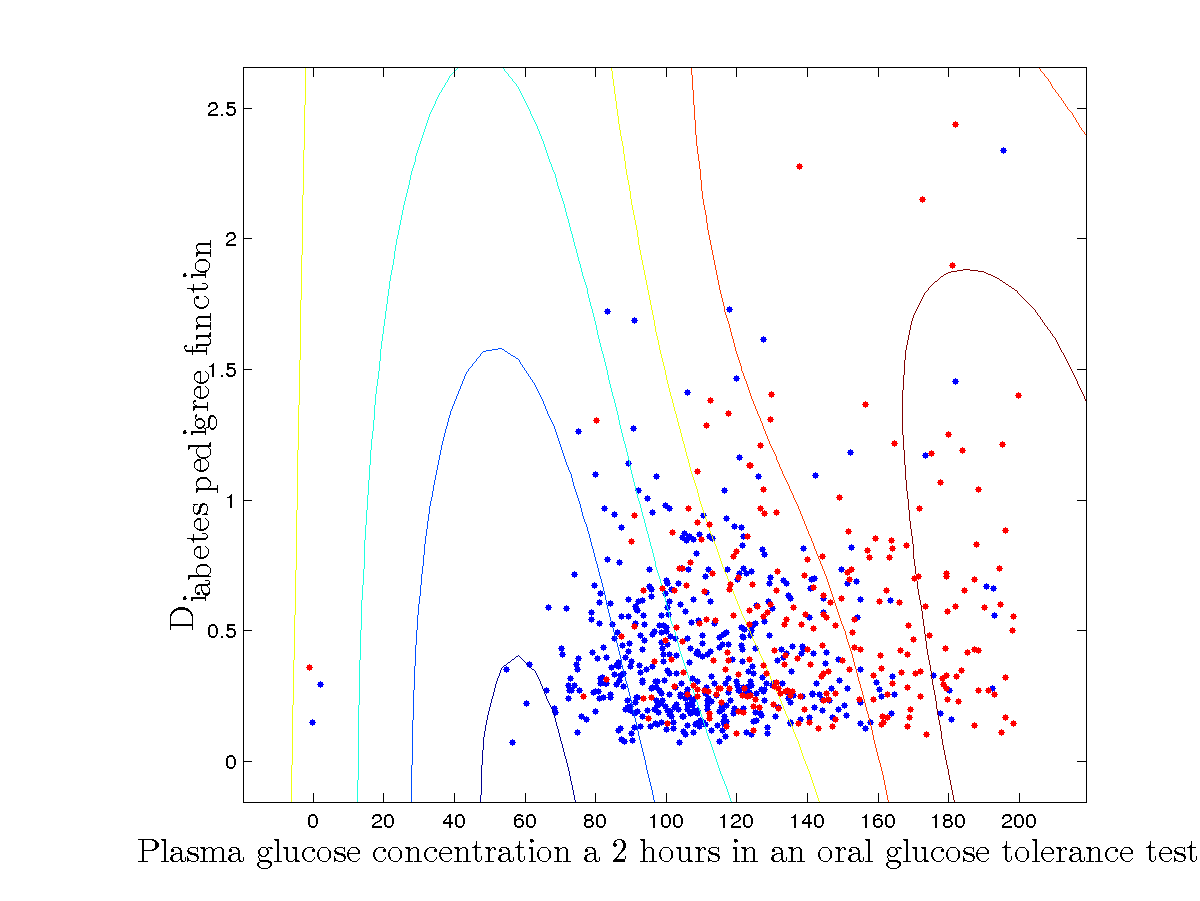 2.5
2
1.5
1
0.5
0
Diabetes pedigree function
0 20 40 60 80 100 120 140 160 180 200
Plasma glucose concentration a 2 hours in an oral glucose tolerance test